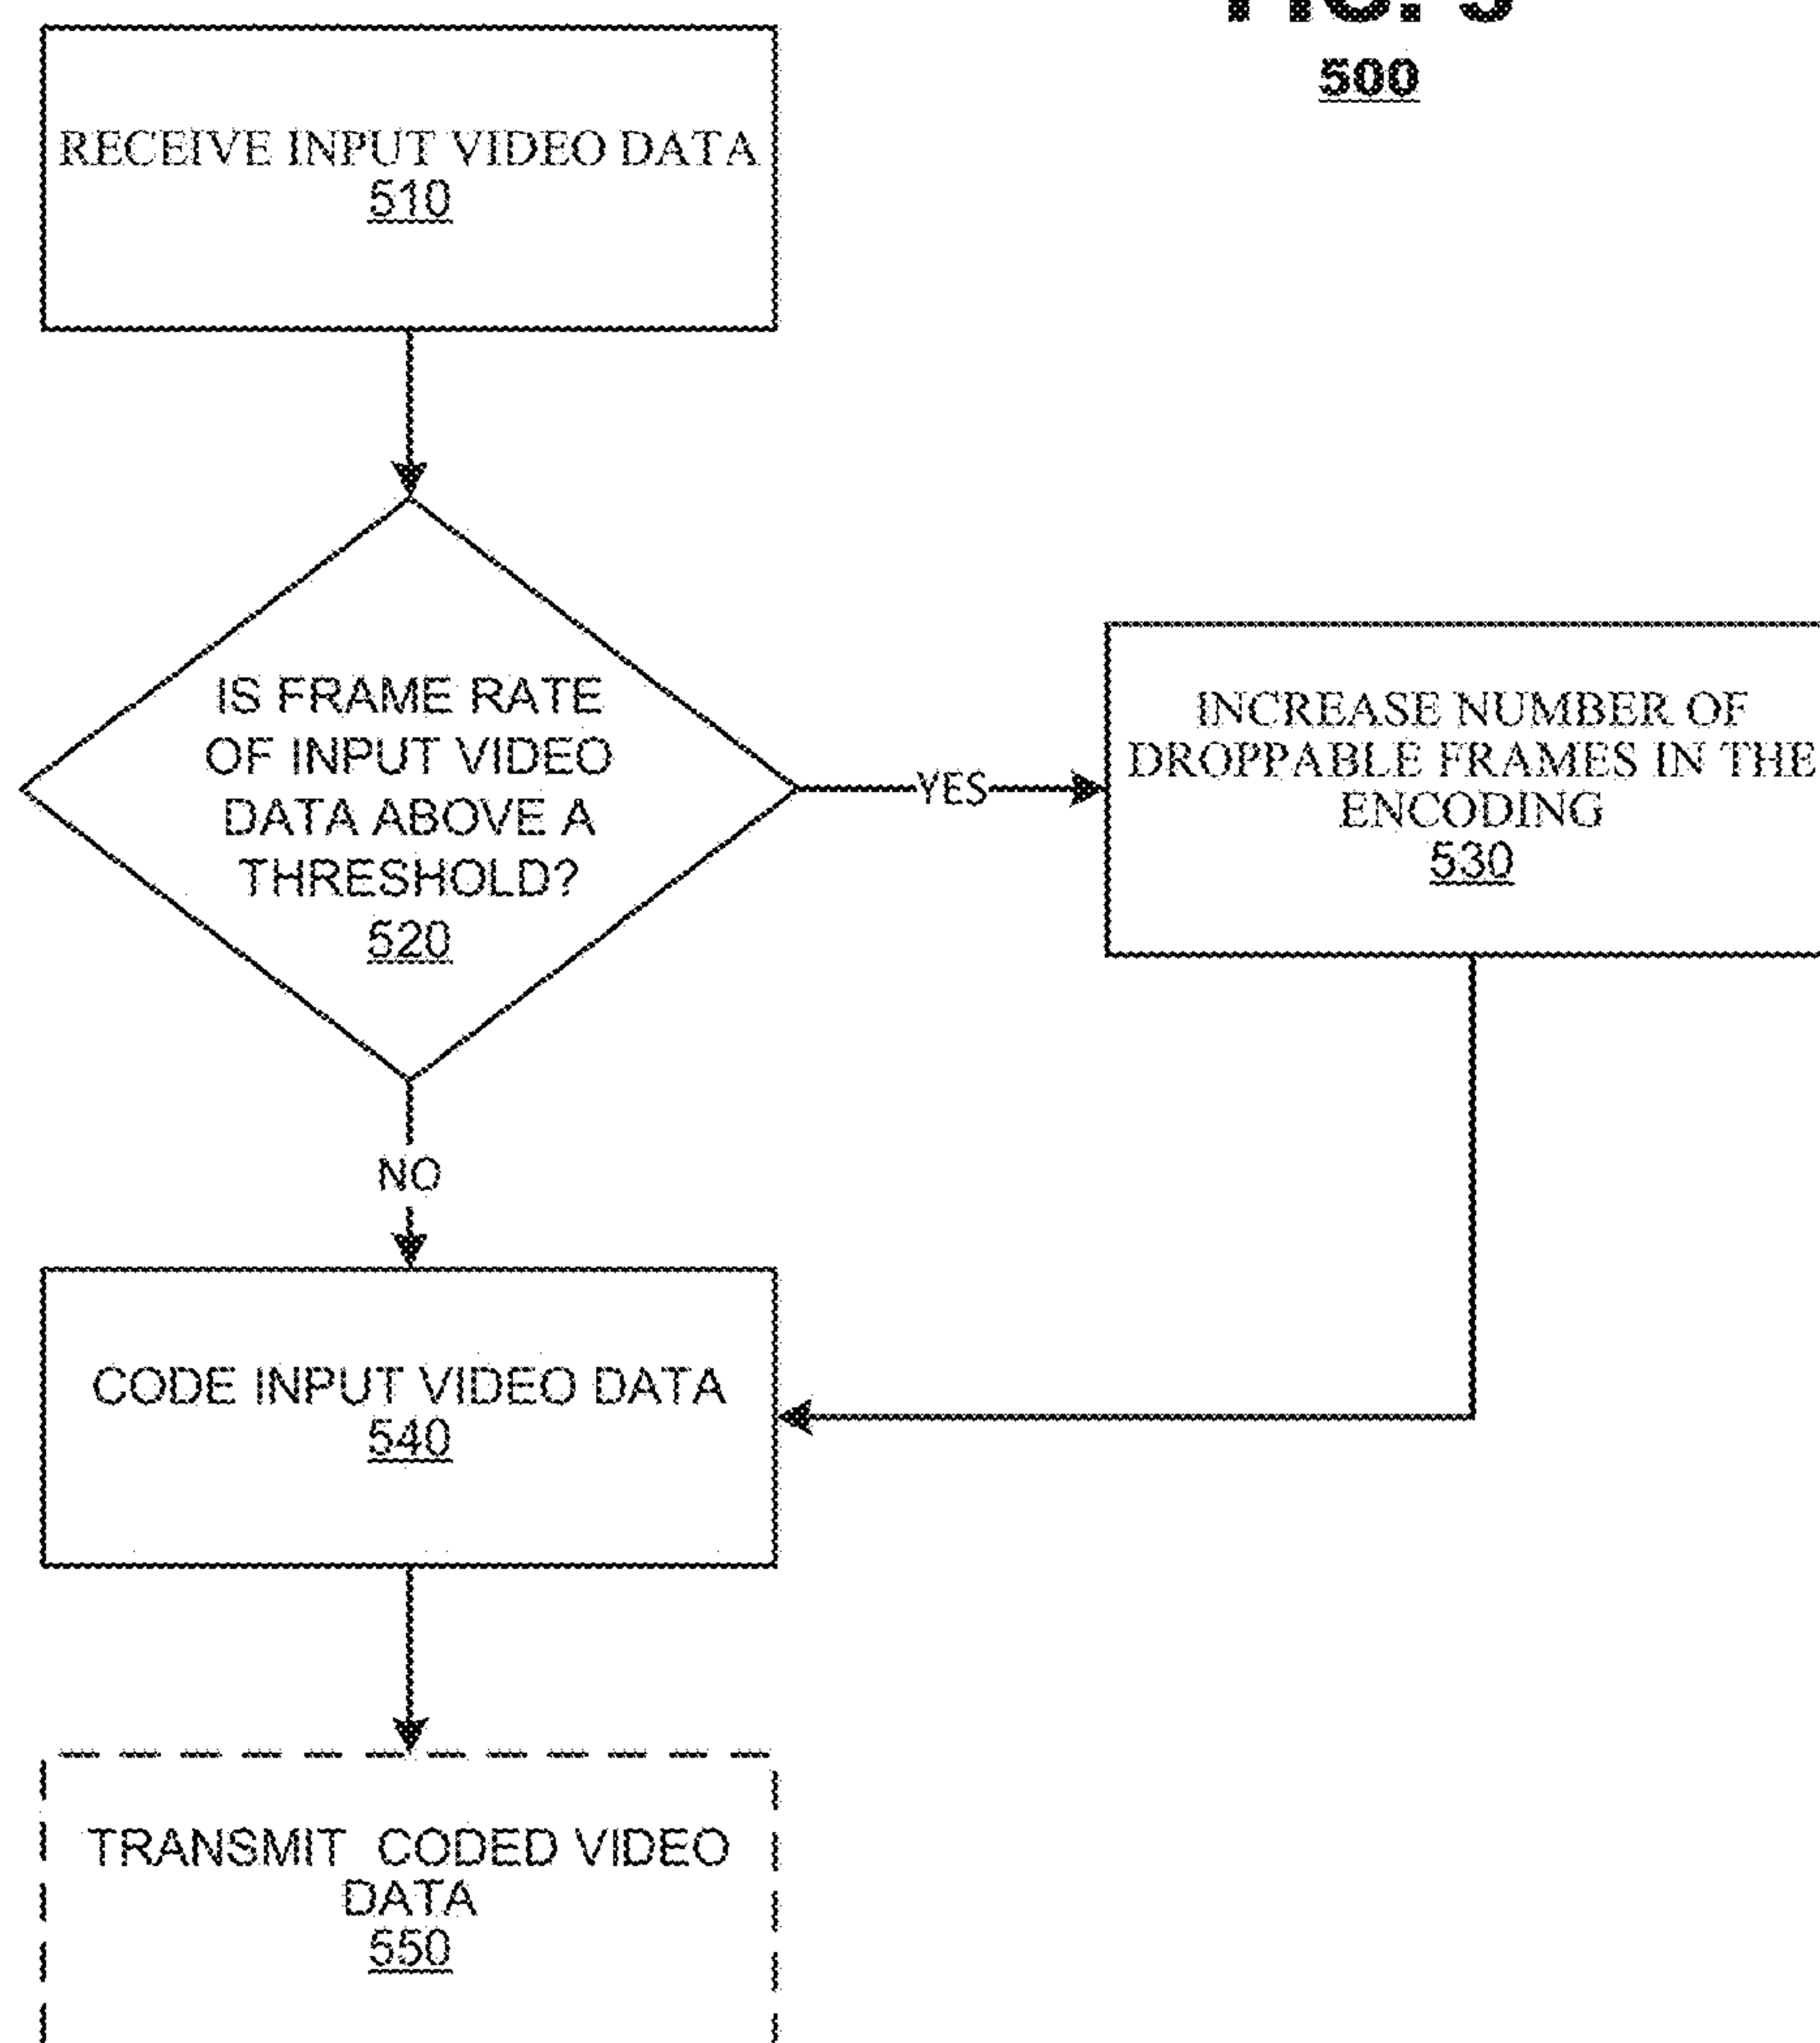 500
RECEIVE INPUT VIDEO DATA
510
IS FRAME RATE
OF INPUT VIDEO
DATA ABOVE A
THRESHOLD?
520
YES
INCREASE NUMBER OF
DROPPABLE FRAMES IN THE
ENCODING
530
NO
CODE INPUT VIDEO DATA
540
TRANSMIT CODED VIDEO
DATA
550